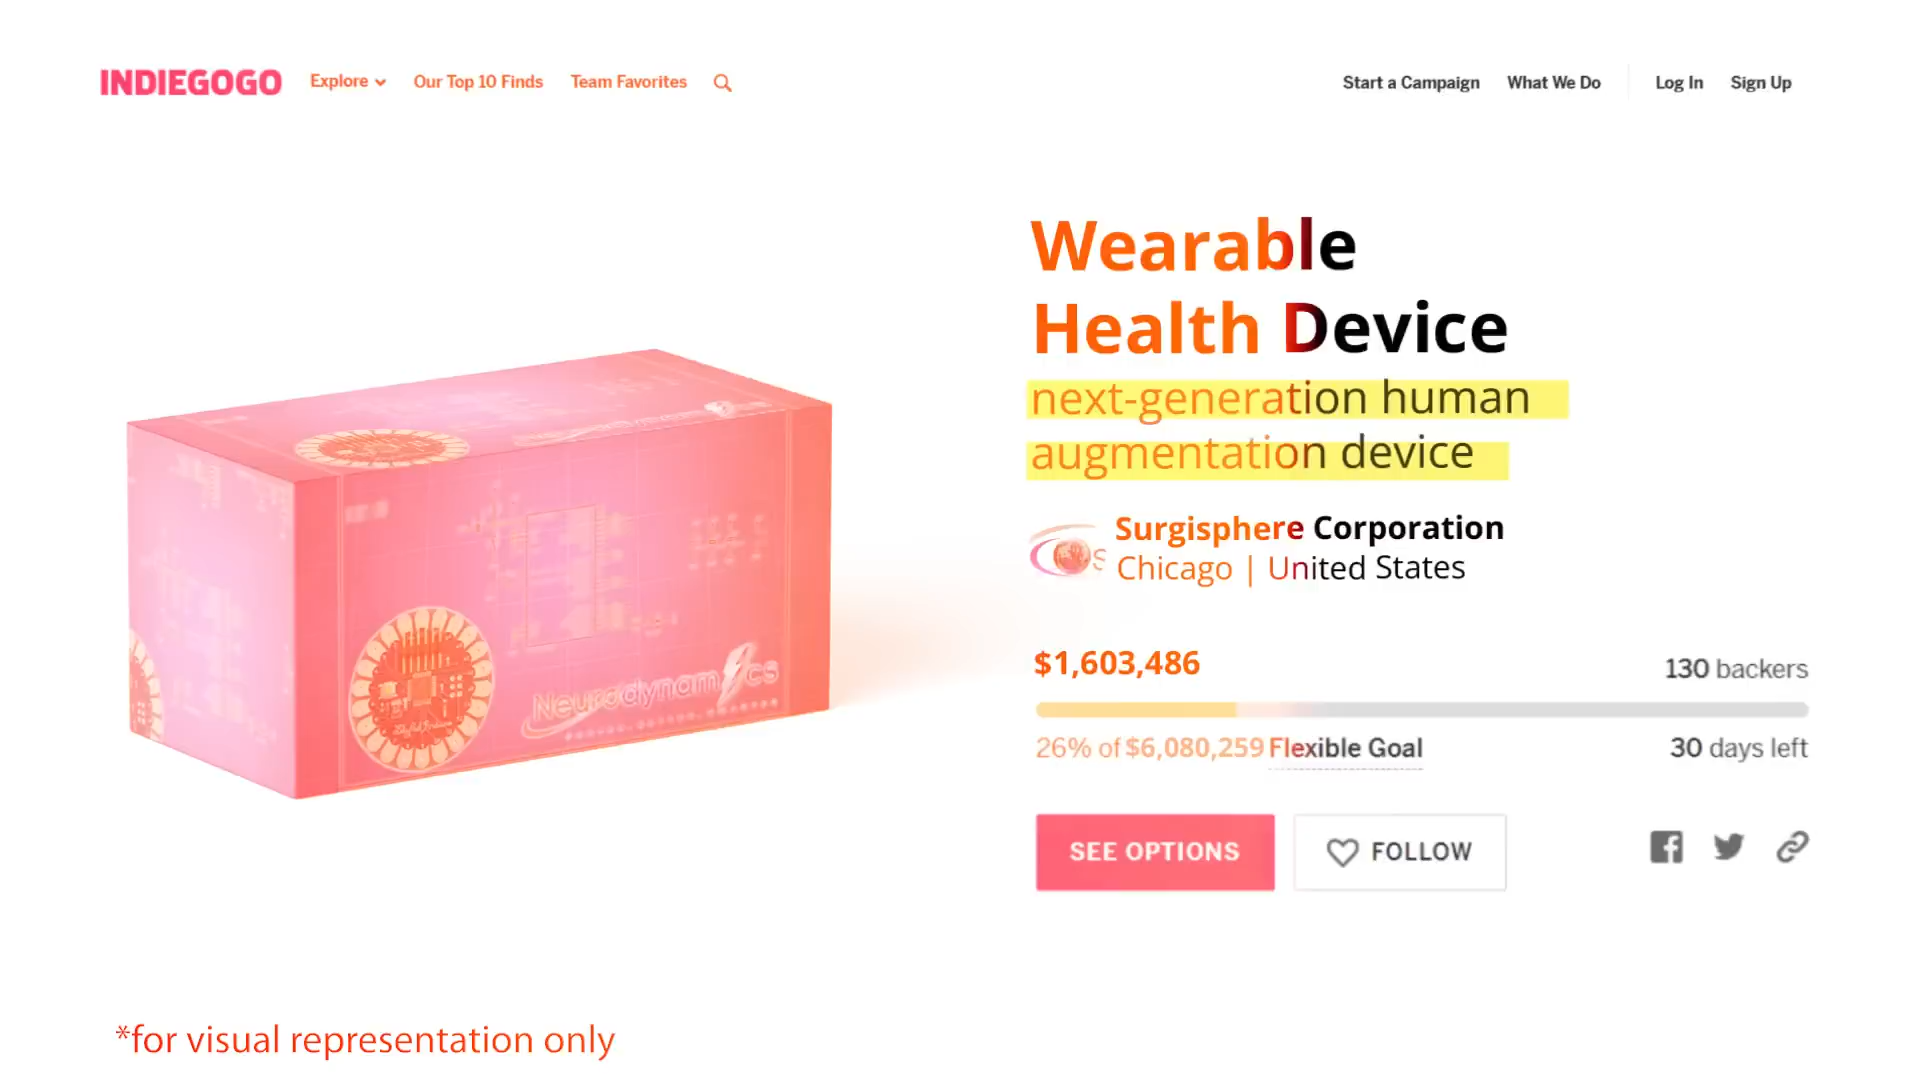 INDIEGOGO Explore Our Top 10 Finds Team Favorites Start a Campaign What We Do Log In Sign Up
Wearable
Health Device
next-generation human
augmentation device
Surgisphere Corporation
Chicago | United States
$1,603,486 130 backers
26% of $6,080,259 Flexible Goal 30 days left
SEE OPTIONS FOLLOW
Neurodynamics
*for visual representation only